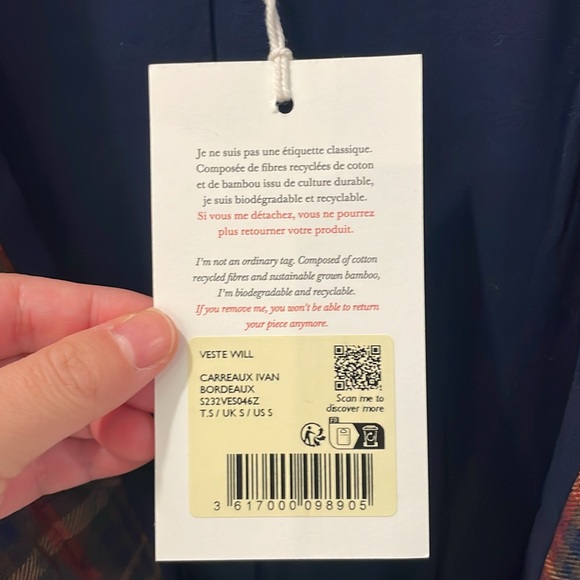 Je ne suis pas une étiquette classique.
Composée de fibres recyclées de coton
et de bambou issu de culture durable,
je suis biodégradable et recyclable.
Si vous me détachez, vous ne pourrez
plus retourner votre produit.
I'm not an ordinary tag. Composed of cotton
recycled fibres and sustainable grown bamboo,
I'm biodegradable and recyclable.
If you remove me, you won't be able to return
your piece anymore.
VESTE WILL
CARREAUX IVAN
BORDEAUX
S232VES046Z
T.S / UK S / US S
Scan me to
discover more
FR
3 617000 098905